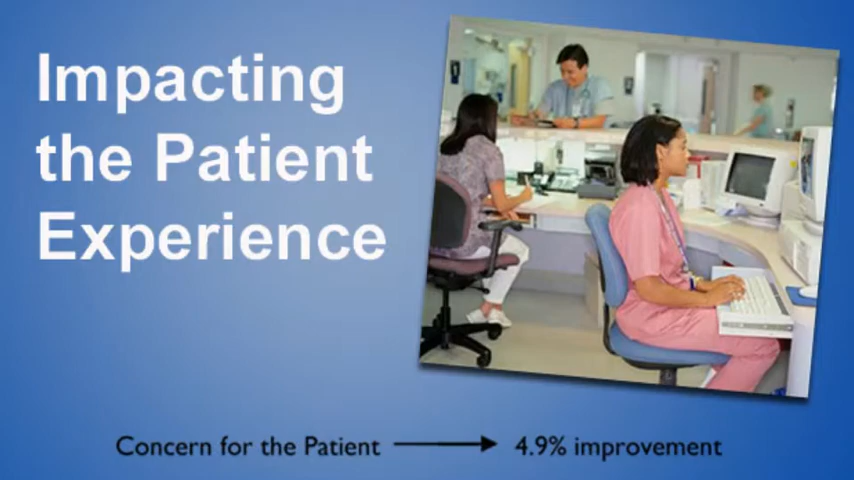 Impacting
the Patient
Experience
Concern for the Patient → 4.9% improvement